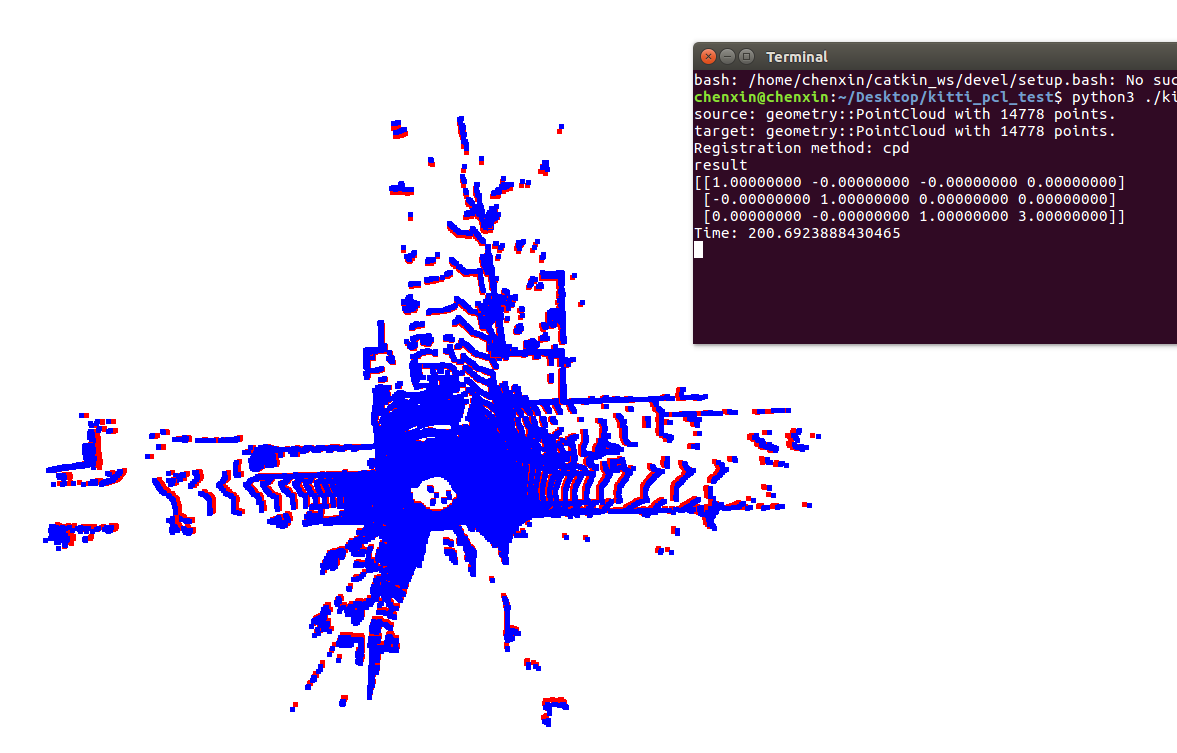 Terminal
bash: /home/chenxin/catkin_ws/devel/setup.bash: No suc
chenxin@chenxin:~/Desktop/kitti_pcl_test$ python3 ./ki
source: geometry::PointCloud with 14778 points.
target: geometry::PointCloud with 14778 points.
Registration method: cpd
result
[[1.00000000 -0.00000000 -0.00000000 0.00000000]
[-0.00000000 1.00000000 0.00000000 0.00000000]
[0.00000000 -0.00000000 1.00000000 3.00000000]]
Time: 200.6923888430465